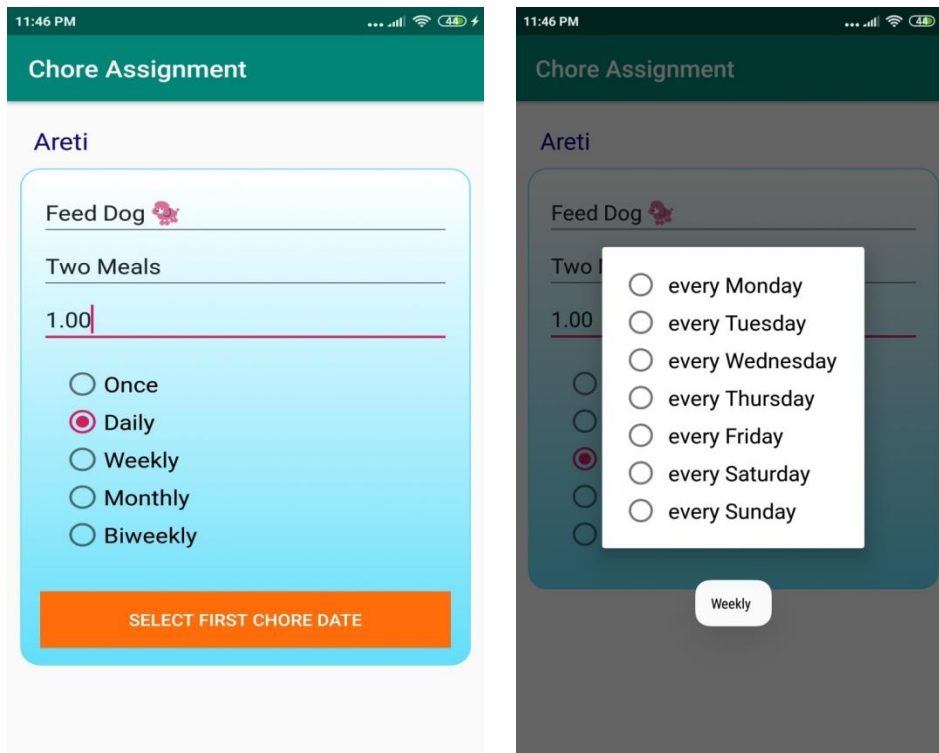 11:46 PM
44
Chore Assignment
Areti
Feed Dog
Two Meals
1.00
Once
Daily
Weekly
Monthly
Biweekly
SELECT FIRST CHORE DATE
11:46 PM
44
Chore Assignment
Areti
Feed Dog
Two
1.00
every Monday
every Tuesday
every Wednesday
every Thursday
every Friday
every Saturday
every Sunday
Weekly